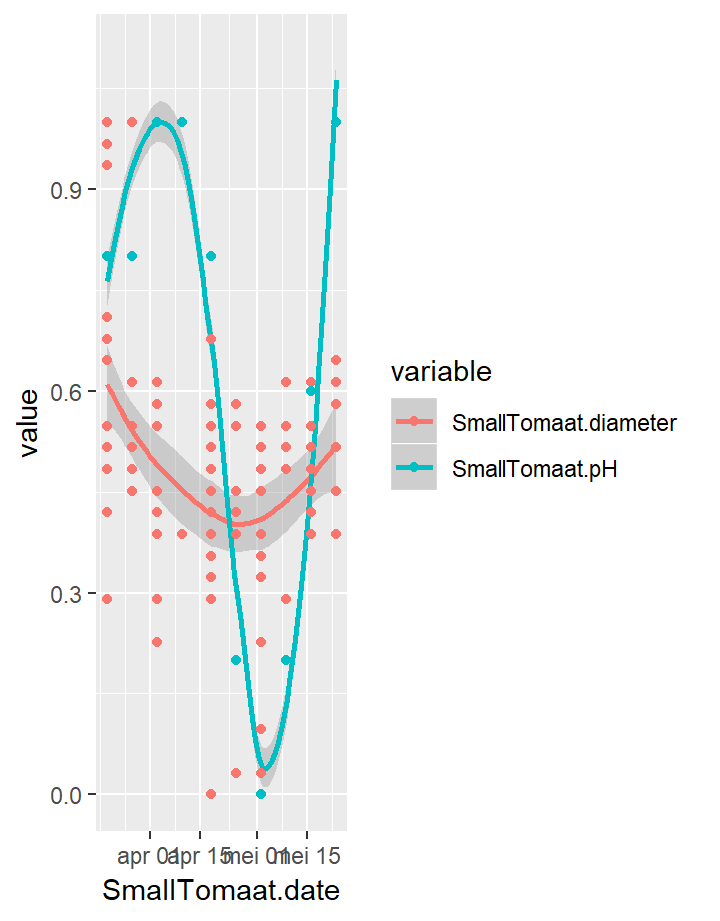 0.9
0.6
0.3
0.0
value
apr 01 apr 15 mei 01 mei 15
SmallTomaat.date
variable
SmallTomaat.diameter
SmallTomaat.pH